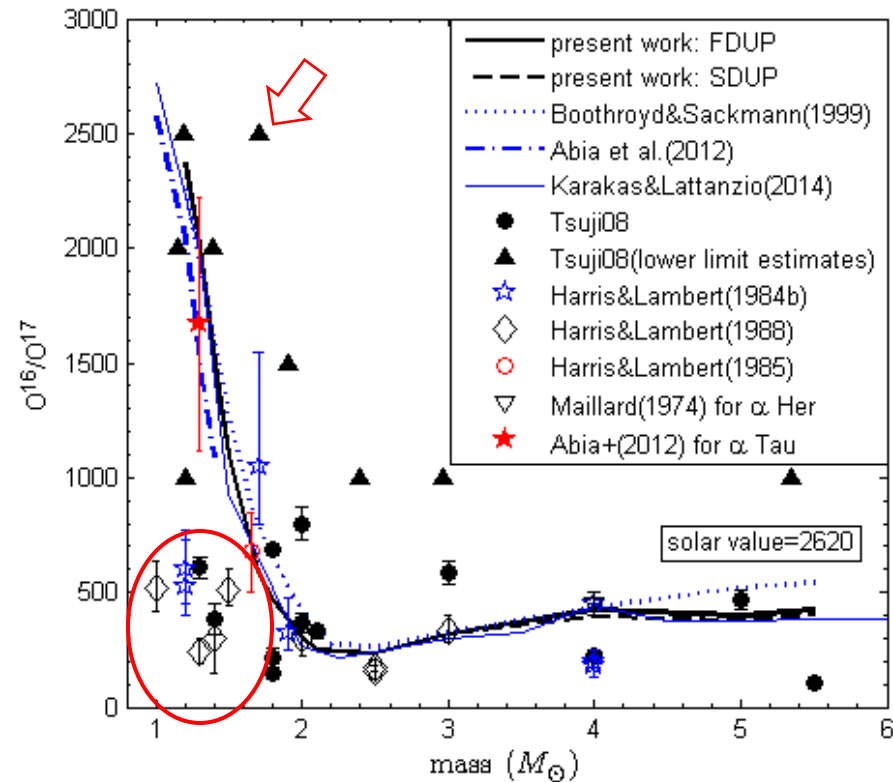 3000
2500
2000
1500
1000
500
0
O¹⁶/O¹⁷
present work: FDUP
present work: SDUP
Boothroyd&Sackmann(1999)
Abia et al.(2012)
Karakas&Lattanzio(2014)
Tsuji08
Tsuji08(lower limit estimates)
Harris&Lambert(1984b)
Harris&Lambert(1988)
Harris&Lambert(1985)
Maillard(1974) for α Her
Abia+(2012) for α Tau
solar value=2620
1 2 3 4 5 6
mass (M☉)